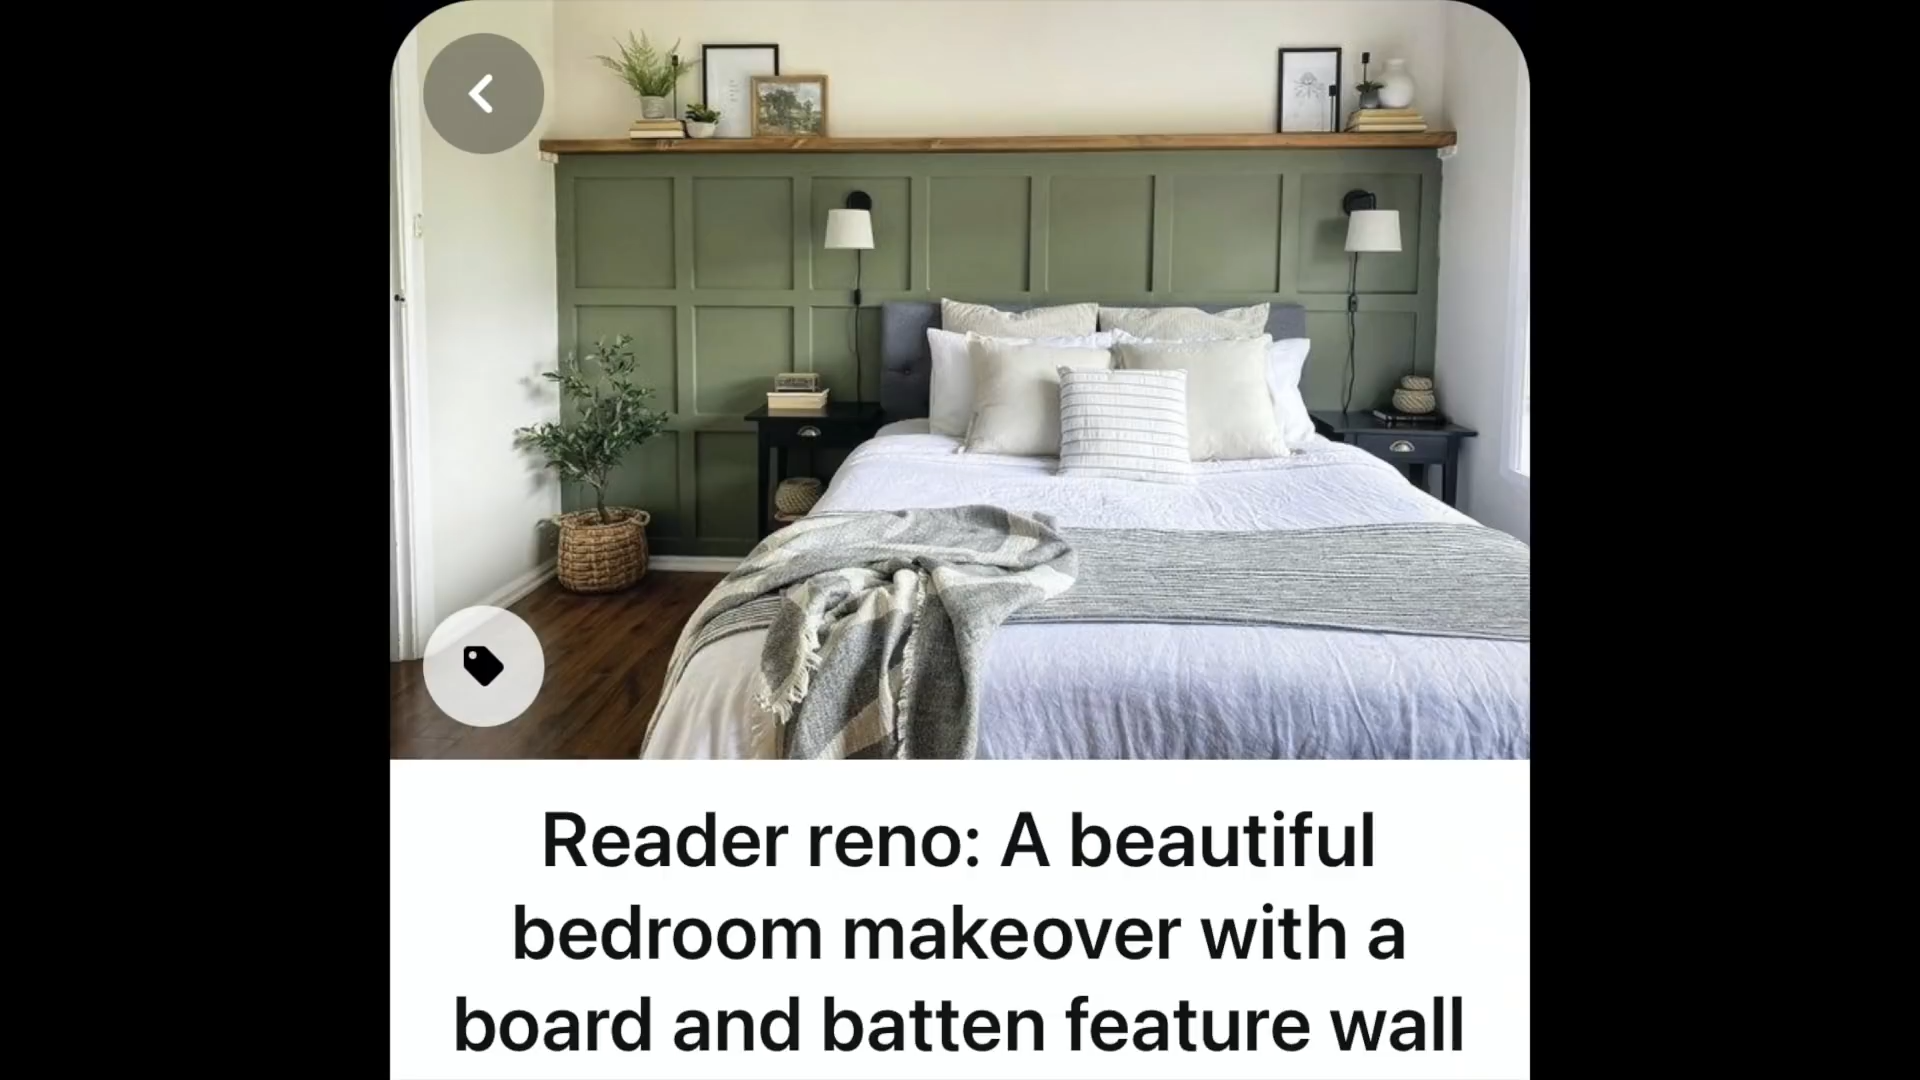 Reader reno: A beautiful
bedroom makeover with a
board and batten feature wall